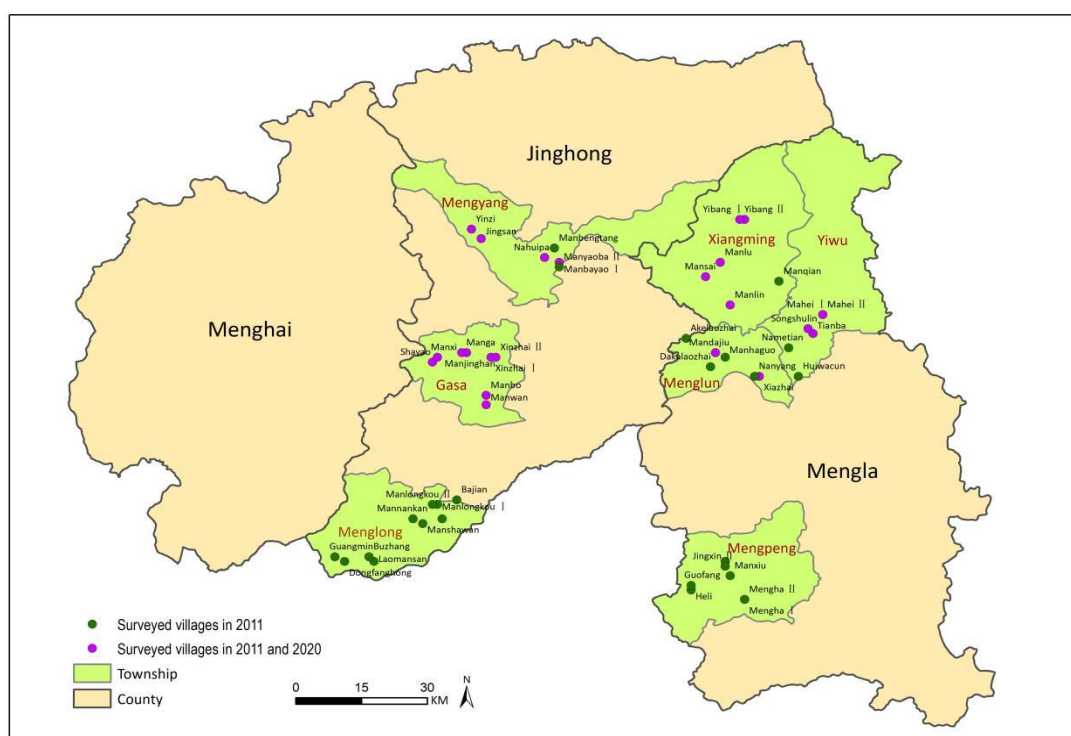 Jinghong
Mengyang
Yinzi
Jingsan
Nahuipa
Manbengtang
Manyaoba Ⅱ
Manbayao Ⅰ
Yibang Ⅰ Yibang Ⅱ
Xiangming
Yiwu
Manlu
Mansai
Manqian
Manlin
Mahei Ⅰ Mahei Ⅱ
Songshulin
Tianba
Menghai
Akelaozhai
Nametian
Mandajiu
Manhaguo
Dakalaozhai
Nanyang
Huiwacun
Menglun
Xiazhai
Shayao
Manxi
Manga
Xinzhai Ⅱ
Manjinghan
Xinzhai Ⅰ
Gasa
Manbo
Manwan
Mengla
Manlongkou Ⅱ
Bajian
Mannankan
Manlongkou Ⅰ
Manshawan
Menglong
Guangmin
Buzhang
Laomansan
Dongfanghong
Mengpeng
Jingxin Ⅱ
Manxiu
Guofang
Heli
Mengha Ⅱ
Mengha Ⅰ
Surveyed villages in 2011
Surveyed villages in 2011 and 2020
Township
County
0 15 30
KM
N